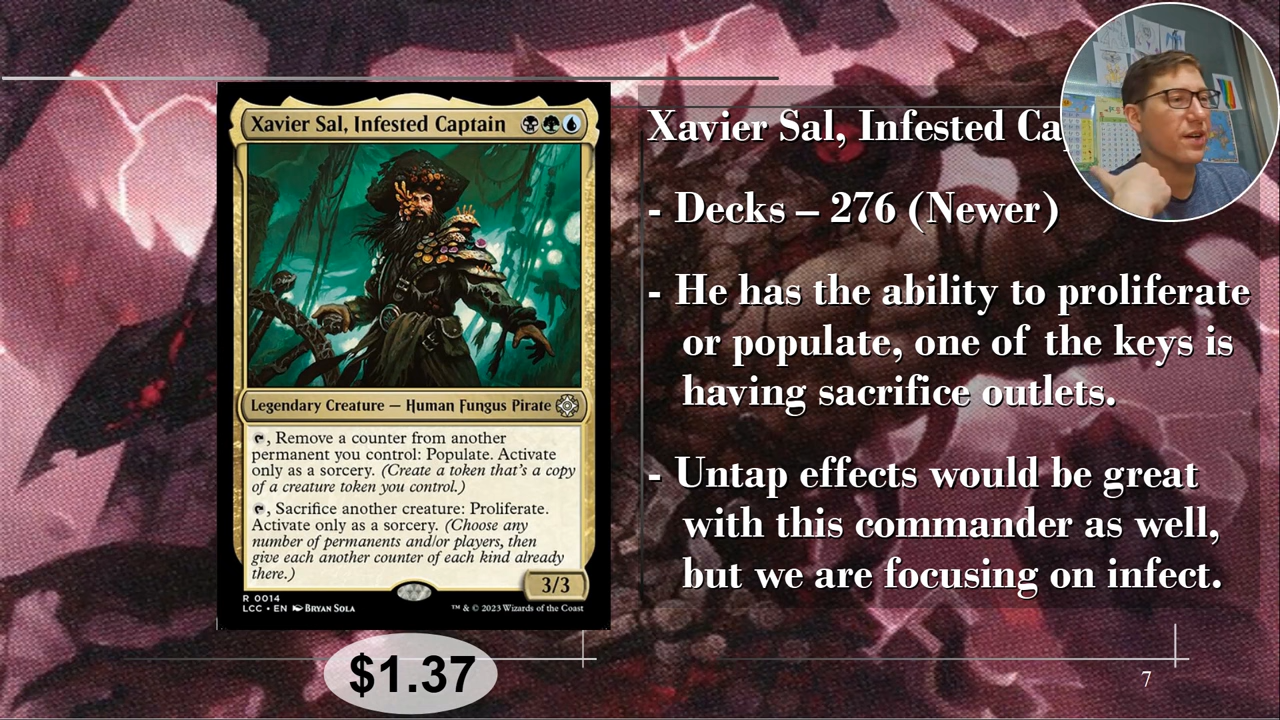 Xavier Sal, Infested Captain
Legendary Creature — Human Fungus Pirate
, Remove a counter from another
permanent you control: Populate. Activate
only as a sorcery. (Create a token that's a copy
of a creature token you control.)
, Sacrifice another creature: Proliferate.
Activate only as a sorcery. (Choose any
number of permanents and/or players, then
give each another counter of each kind already
there.)
3/3
R 0014
LCC • EN BRYAN SOLA
™ & © 2023 Wizards of the Coast
$1.37
Xavier Sal, Infested Ca
- Decks – 276 (Newer)
- He has the ability to proliferate
or populate, one of the keys is
having sacrifice outlets.
- Untap effects would be great
with this commander as well,
but we are focusing on infect.
7